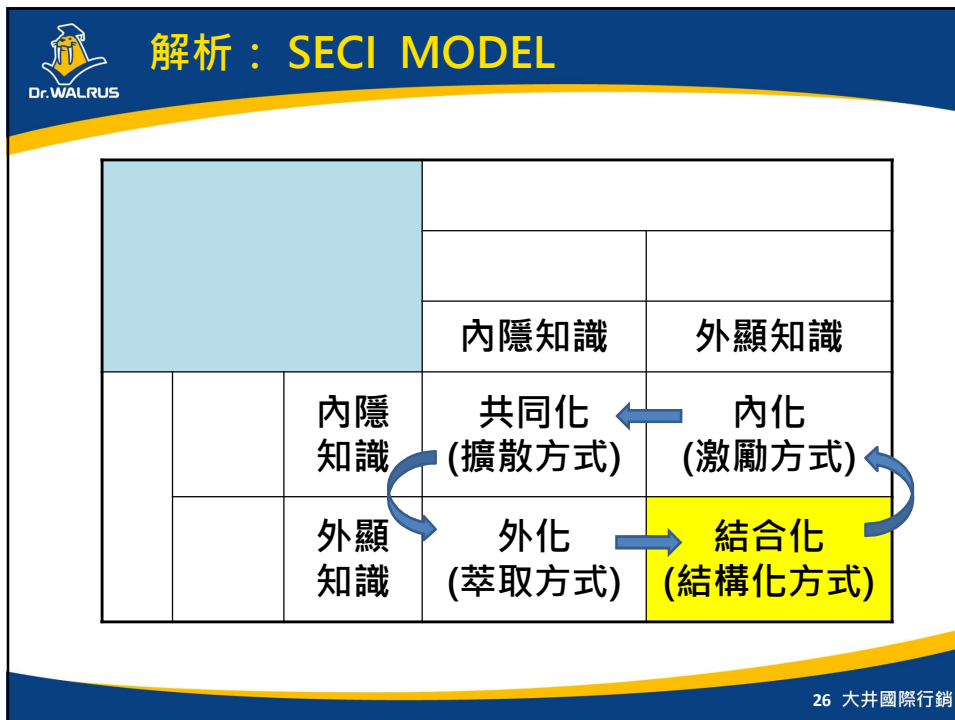 解析： SECI MODEL
Dr.WALRUS
內隱知識
外顯知識
內隱
知識
共同化
(擴散方式)
內化
(激勵方式)
外顯
知識
外化
(萃取方式)
結合化
(結構化方式)
26 大井國際行銷